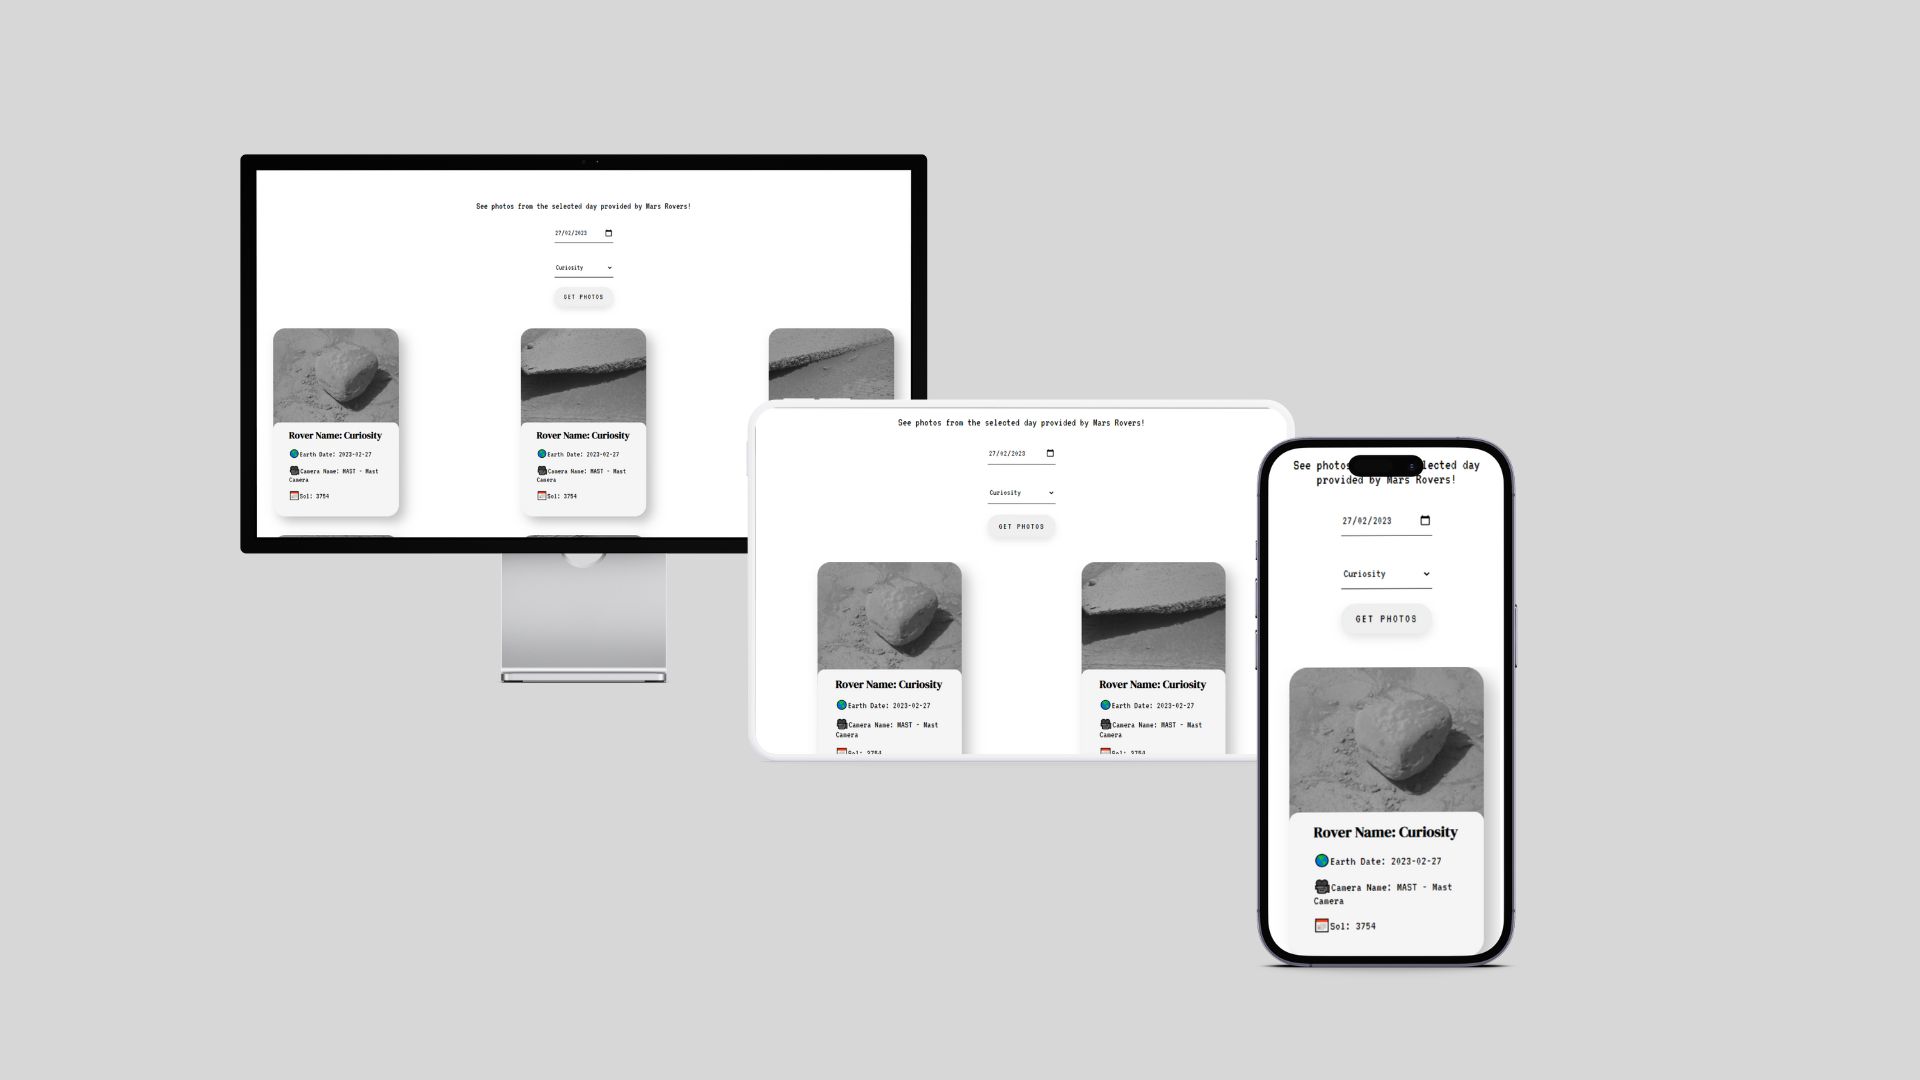 See photos from the selected day provided by Mars Rovers!
27/02/2023
Curiosity
GET PHOTOS
Rover Name: Curiosity
Earth Date: 2023-02-27
Camera Name: MAST - Mast
Camera
Sol: 3754
Rover Name: Curiosity
Earth Date: 2023-02-27
Camera Name: MAST - Mast
Camera
Sol: 3754
See photos from the selected day provided by Mars Rovers!
27/02/2023
Curiosity
GET PHOTOS
Rover Name: Curiosity
Earth Date: 2023-02-27
Camera Name: MAST - Mast
Camera
Sol: 3754
Rover Name: Curiosity
Earth Date: 2023-02-27
Camera Name: MAST - Mast
Camera
Sol: 3754
See photos lected day
provided by Mars Rovers!
27/02/2023
Curiosity
GET PHOTOS
Rover Name: Curiosity
Earth Date: 2023-02-27
Camera Name: MAST - Mast
Camera
Sol: 3754